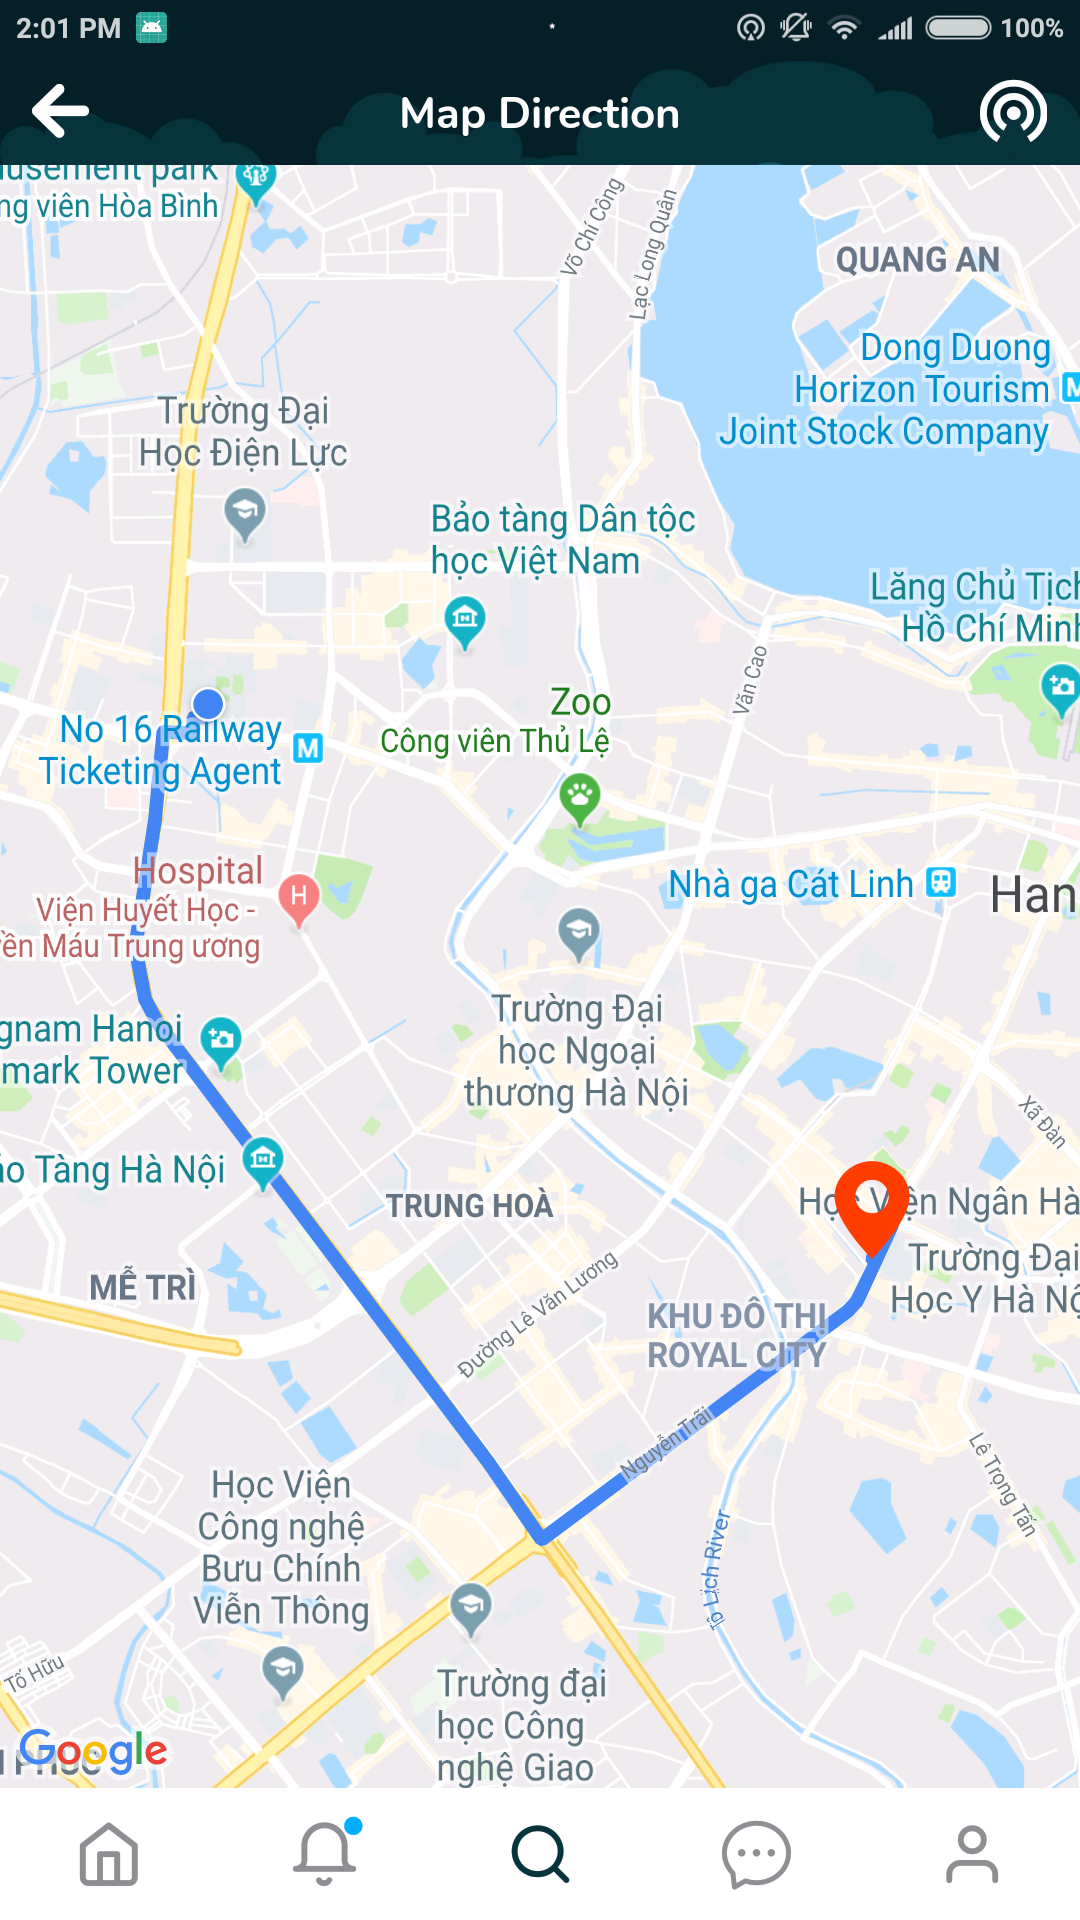 2:01 PM
100%
Map Direction
Hòa Bình
viên
park
Võ Chí Công
Lạc Long Quân
QUANG AN
Dong Duong
Horizon Tourism
Joint Stock Company
Trường Đại
Học Điện Lực
Bảo tàng Dân tộc
học Việt Nam
Lăng Chủ Tịch
Hồ Chí Minh
Văn Cao
Zoo
Công viên Thủ Lệ
No 16 Railway
Ticketing Agent
M
Hospital
Viện Huyết Học -
Máu Trung ương
H
Nhà ga Cát Linh
Han
Trường Đại
học Ngoại
thương Hà Nội
Hanoi
Tower
Xã Đàn
Tàng Hà Nội
TRUNG HOÀ
Học Viện Ngân
Trường Đại
Học Y Hà
MỄ TRÌ
Đường Lê Văn Lương
KHU ĐÔ THỊ
ROYAL CITY
Nguyễn Trãi
Lê Trọng Tấn
Học Viện
Công nghệ
Bưu Chính
Viễn Thông
Tô Lịch River
Tố Hữu
Trường đại
học Công
nghệ Giao
Google